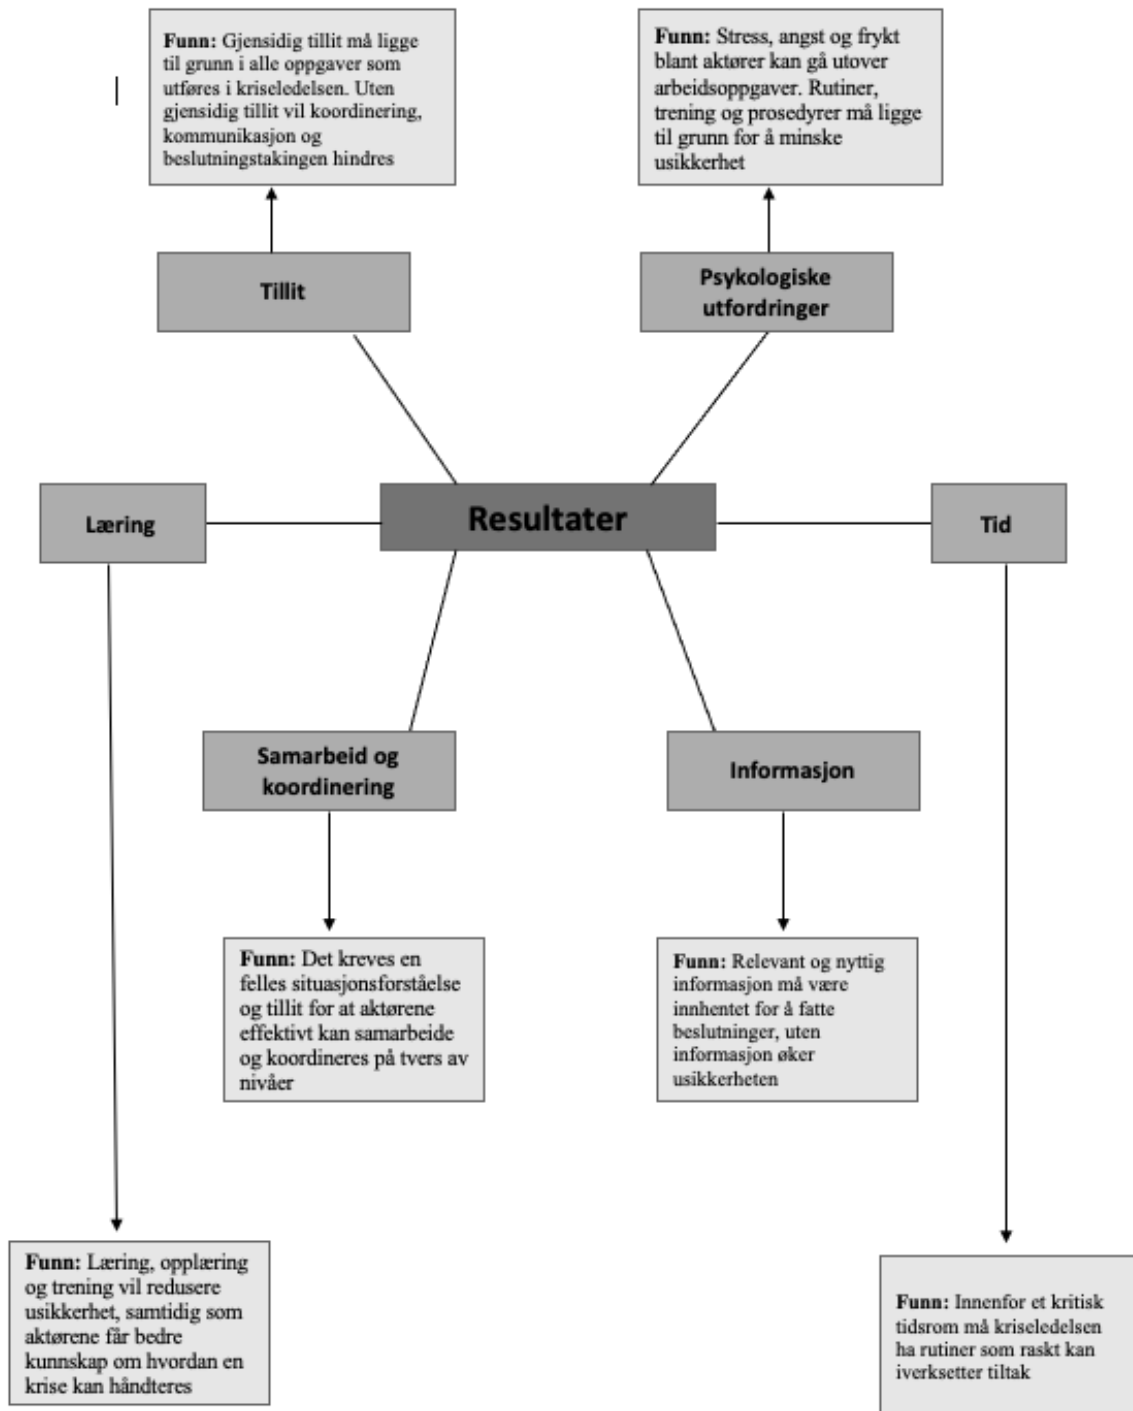 Funn: Gjensidig tillit må ligge
til grunn i alle oppgaver som
utføres i kriseledelsen. Uten
gjensidig tillit vil koordinering,
kommunikasjon og
beslutningstakingen hindres
Funn: Stress, angst og frykt
blant aktører kan gå utover
arbeidsoppgaver. Rutiner,
trening og prosedyrer må ligge
til grunn for å minske
usikkerhet
Tillit
Psykologiske
utfordringer
Læring
Resultater
Tid
Samarbeid og
koordinering
Informasjon
Funn: Det kreves en
felles situasjonsforståelse
og tillit for at aktørene
effektivt kan samarbeide
og koordineres på tvers av
nivåer
Funn: Relevant og nyttig
informasjon må være
innhentet for å fatte
beslutninger, uten
informasjon øker
usikkerheten
Funn: Læring, opplæring
og trening vil redusere
usikkerhet, samtidig som
aktørene får bedre
kunnskap om hvordan en
krise kan håndteres
Funn: Innenfor et kritisk
tidsrom må kriseledelsen
ha rutiner som raskt kan
iverksetter tiltak